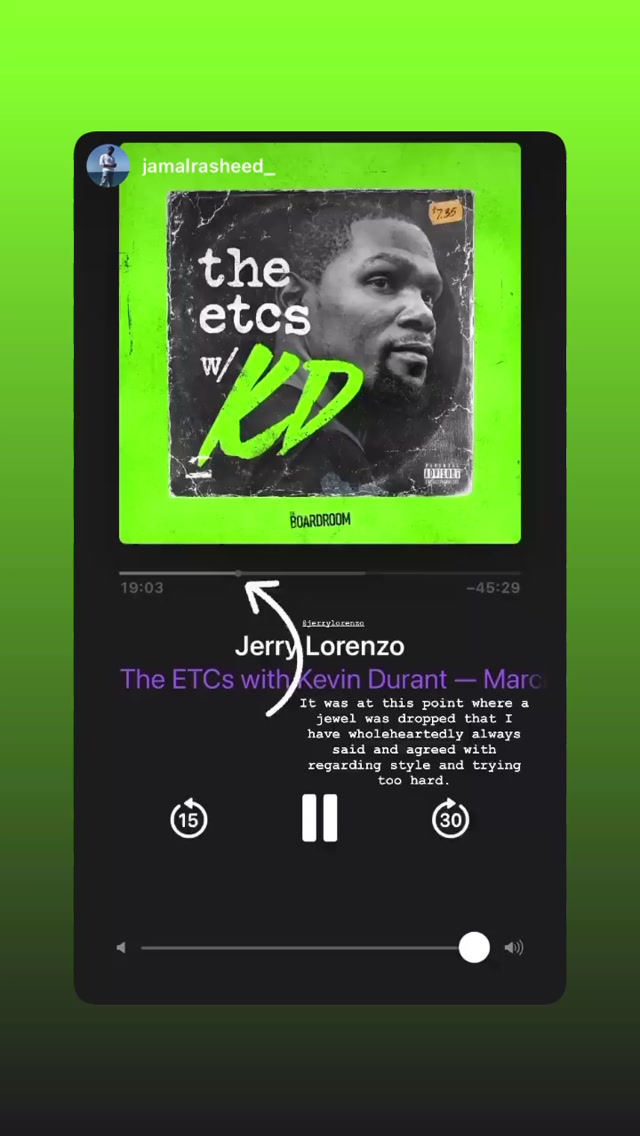 jamalrasheed_
$7.35
the
etcs
w/KD
PARENTAL
ADVISORY
BOARDROOM
19:03
-45:29
@jerrylorenzo
Jerry Lorenzo
The ETCs with Kevin Durant — Marc
It was at this point where a
jewel was dropped that I
have wholeheartedly always
said and agreed with
regarding style and trying
too hard.
15
30